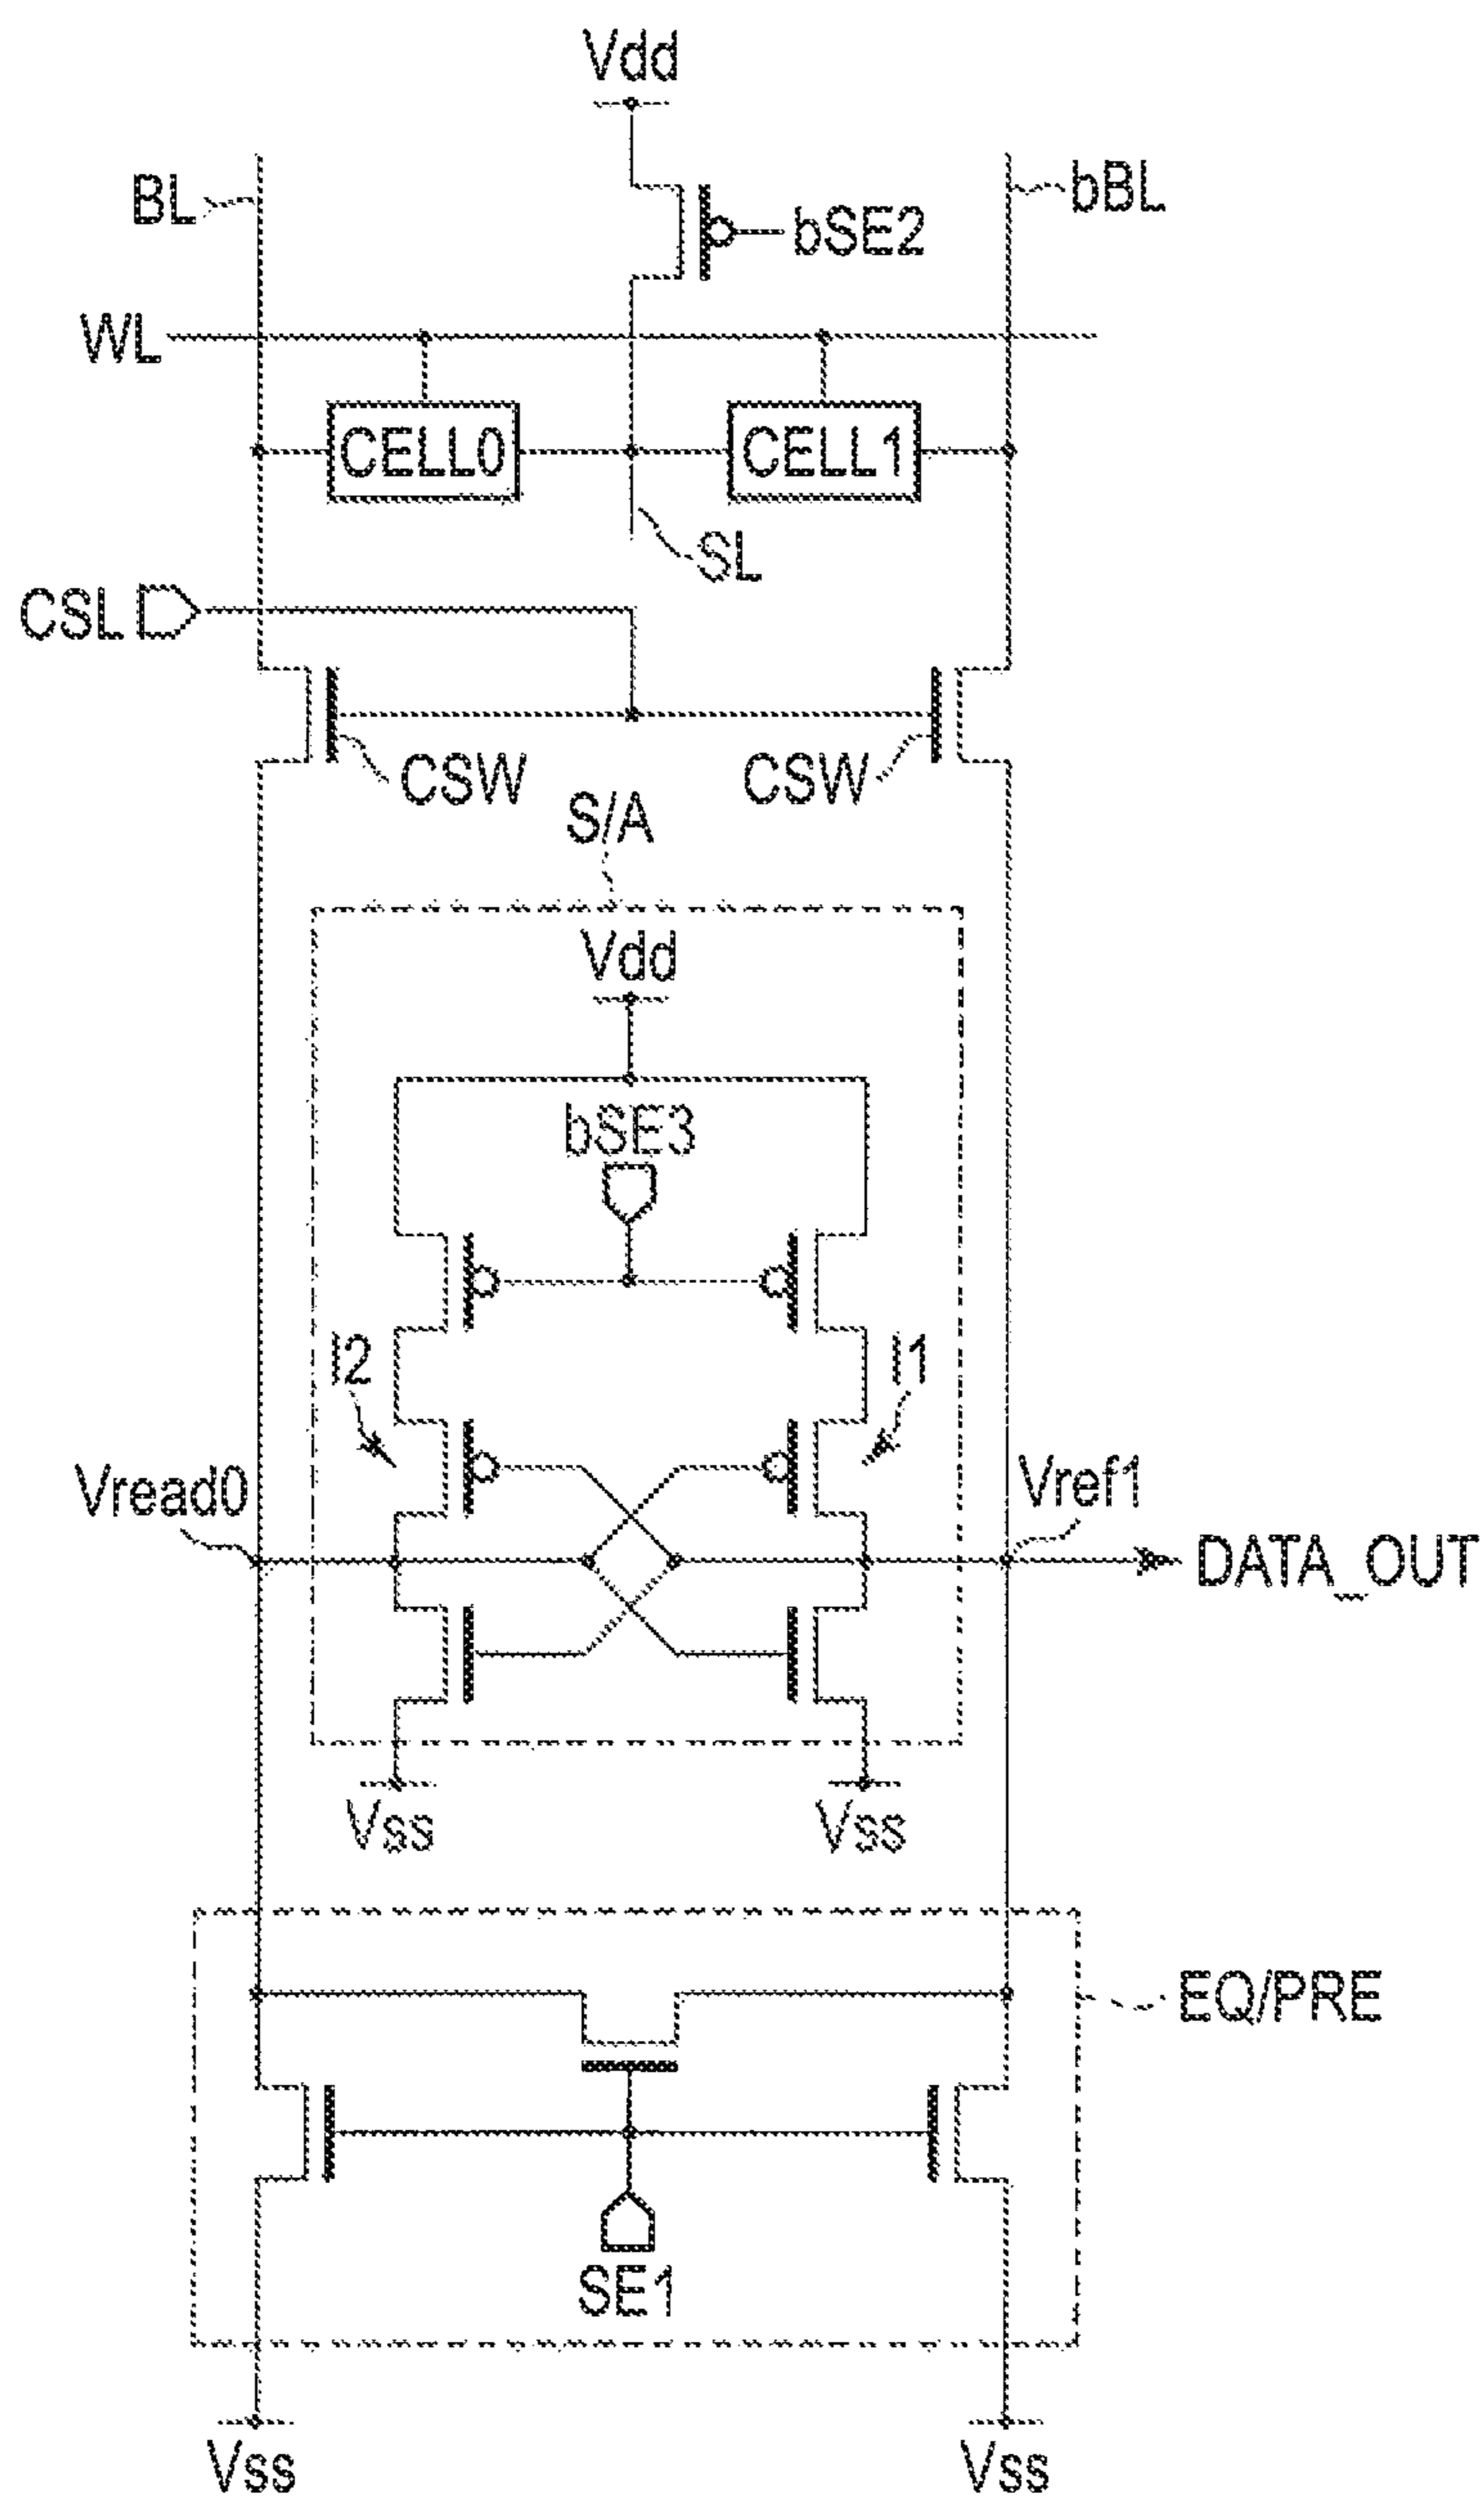 Vdd
BL
bBL
bSE2
WL
CELL0
CELL1
SL
CSL
CSW
CSW
S/A
Vdd
bSE3
I2
I1
Vread0
Vref1
DATA_OUT
Vss
Vss
EQ/PRE
SE1
Vss
Vss